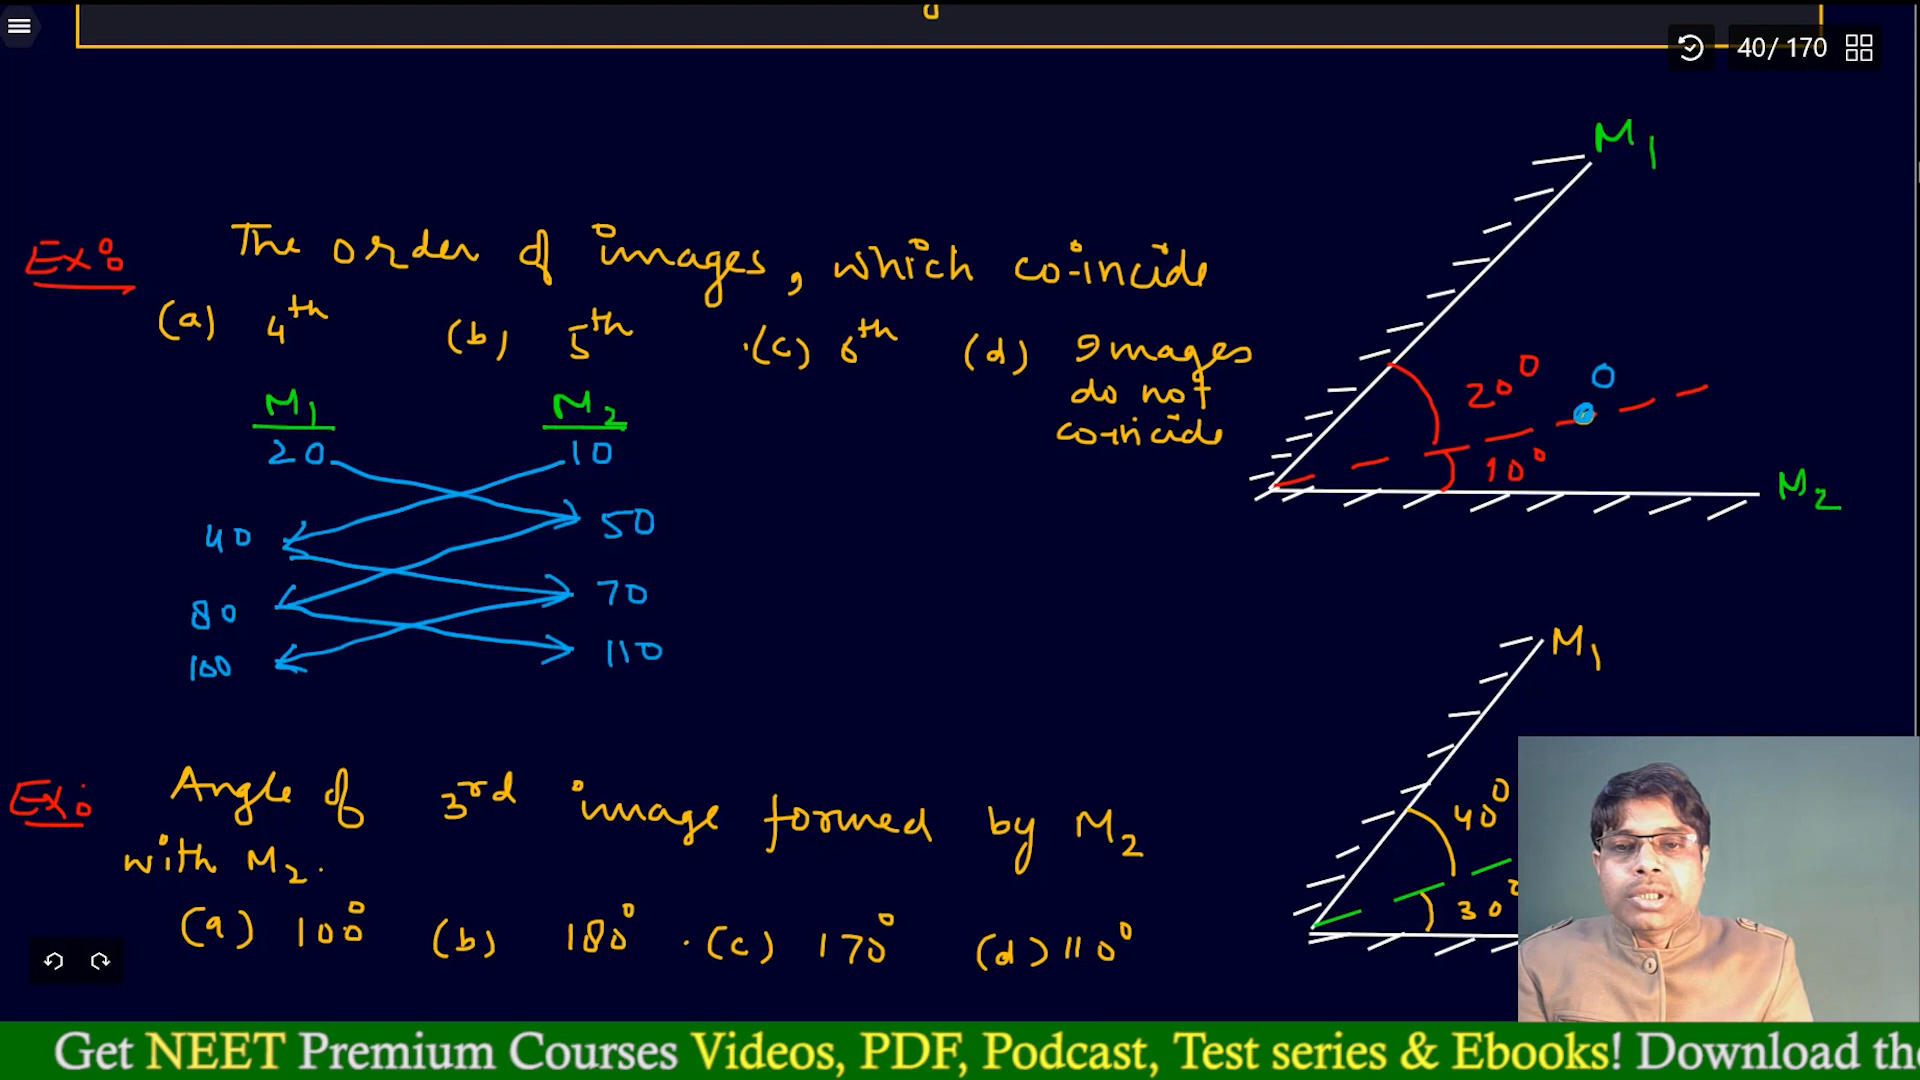 40/ 170
M1
Ex: The order of images, which co-incide
(a) 4th (b) 5th (c) 6th (d) Images do not co-incide
M1 M2
20 10
40 50
80 70
100 110
20° O
10°
M2
M1
Ex: Angle of 3rd image formed by M2
with M2.
40°
30°
(a) 100° (b) 180° (c) 170° (d) 110°
Get NEET Premium Courses Videos, PDF, Podcast, Test series & Ebooks! Download the